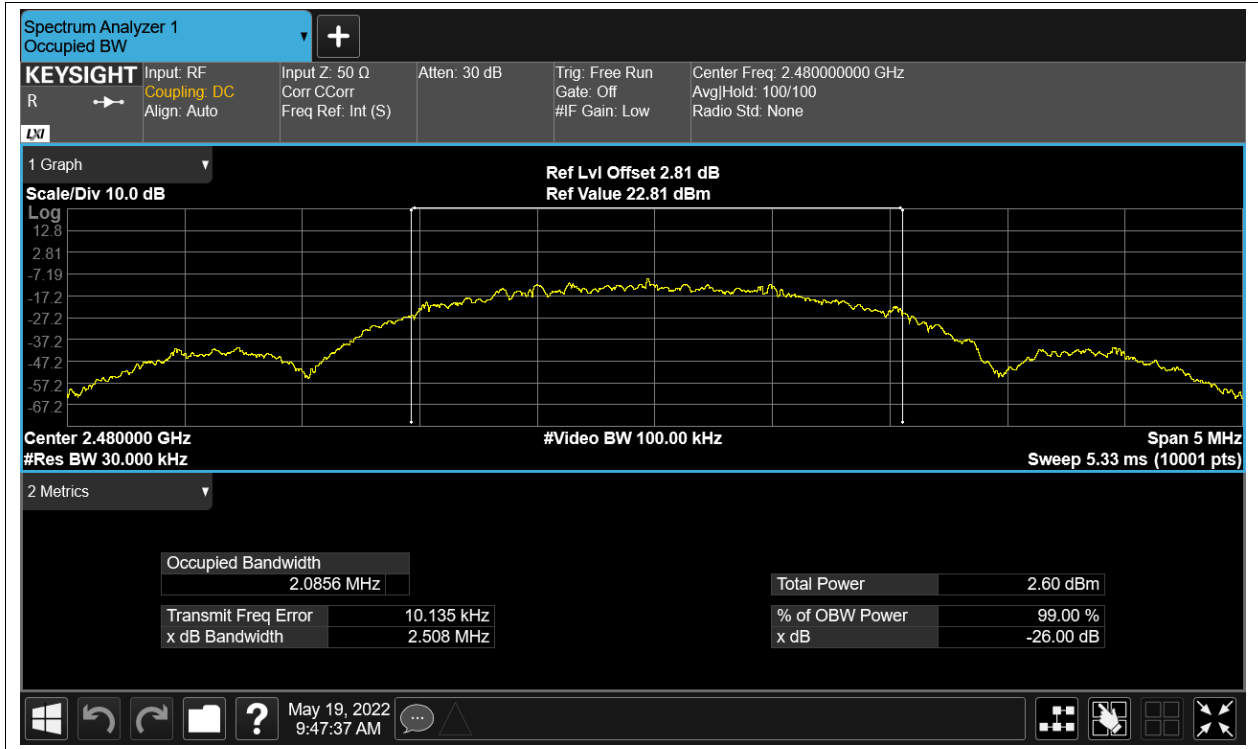 Spectrum Analyzer 1
Occupied BW
KEYSIGHT
R
LXI
Input: RF
Coupling: DC
Align: Auto
Input Z: 50 Ω
Corr CCorr
Freq Ref: Int (S)
Atten: 30 dB
Trig: Free Run
Gate: Off
#IF Gain: Low
Center Freq: 2.480000000 GHz
Avg|Hold: 100/100
Radio Std: None
1 Graph
Scale/Div 10.0 dB
Ref Lvl Offset 2.81 dB
Ref Value 22.81 dBm
Log
12.8
2.81
-7.19
-17.2
-27.2
-37.2
-47.2
-57.2
-67.2
Center 2.480000 GHz
#Video BW 100.00 kHz
Span 5 MHz
#Res BW 30.000 kHz
Sweep 5.33 ms (10001 pts)
2 Metrics
Occupied Bandwidth
2.0856 MHz
Transmit Freq Error 10.135 kHz
x dB Bandwidth 2.508 MHz
Total Power 2.60 dBm
% of OBW Power 99.00 %
x dB -26.00 dB
?
May 19, 2022
9:47:37 AM